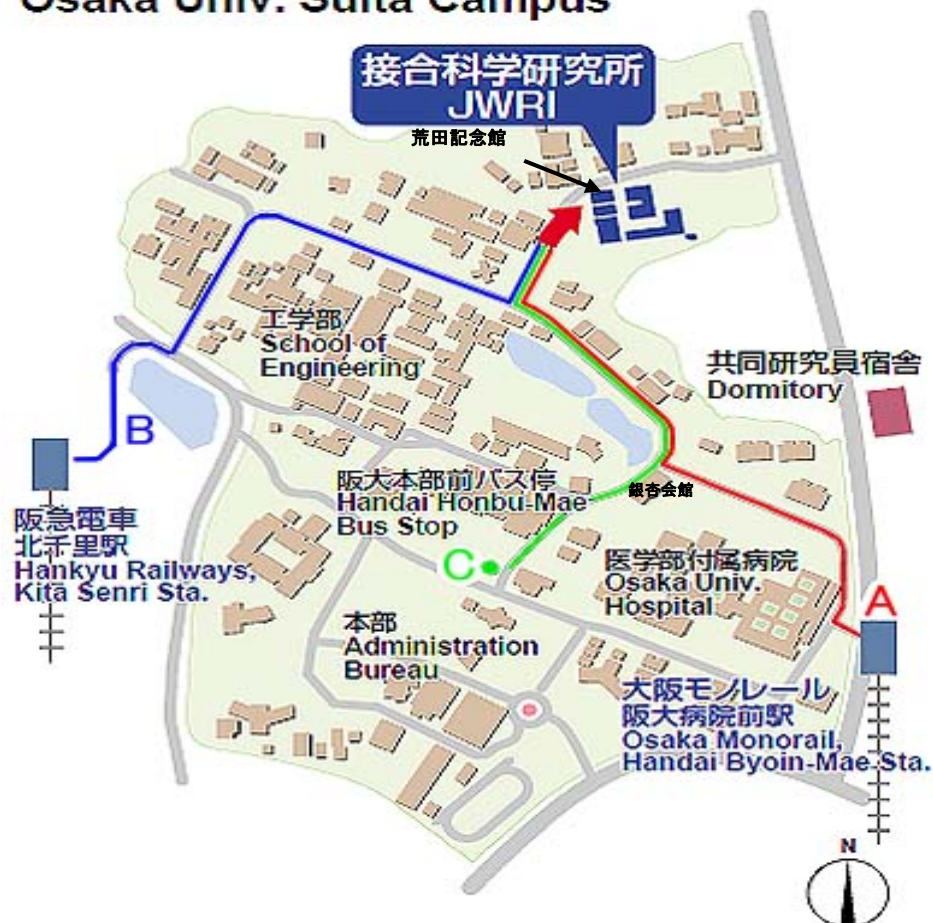 Osaka Univ. Suita Campus
接合科学研究所
JWRI
荒田記念館
工学部
School of
Engineering
共同研究員宿舎
Dormitory
B
阪急電車
北千里駅
Hankyu Railways,
Kita Senri Sta.
阪大本部前バス停
Handai Honbu-Mae
Bus Stop
銀杏会館
C
医学部付属病院
Osaka Univ.
Hospital
A
本部
Administration
Bureau
大阪モノレール
阪大病院前駅
Osaka Monorail,
Handai Byoin-Mae Sta.
N